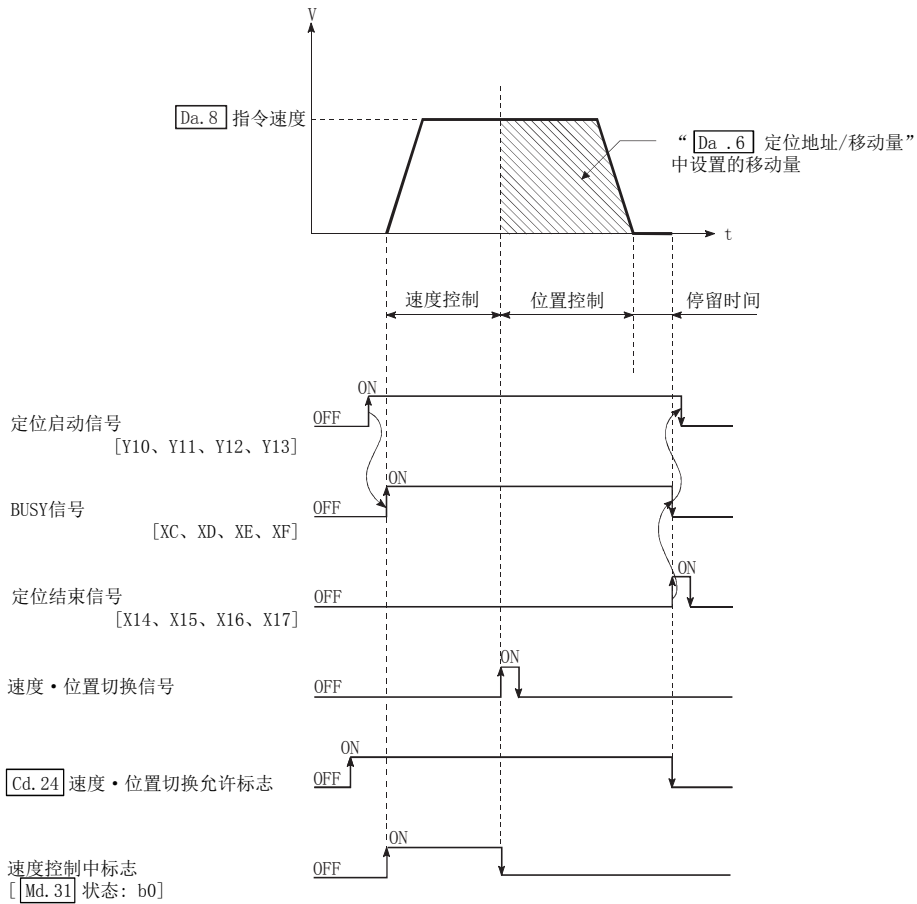 V
Da.8 指令速度
“ Da .6 定位地址/移动量”
中设置的移动量
t
速度控制
位置控制
停留时间
ON
定位启动信号
OFF
[Y10、Y11、Y12、Y13]
ON
BUSY信号
OFF
[XC、XD、XE、XF]
ON
定位结束信号
OFF
[X14、X15、X16、X17]
ON
速度·位置切换信号
OFF
ON
Cd.24 速度·位置切换允许标志
OFF
ON
速度控制中标志
OFF
[ Md.31 状态: b0]